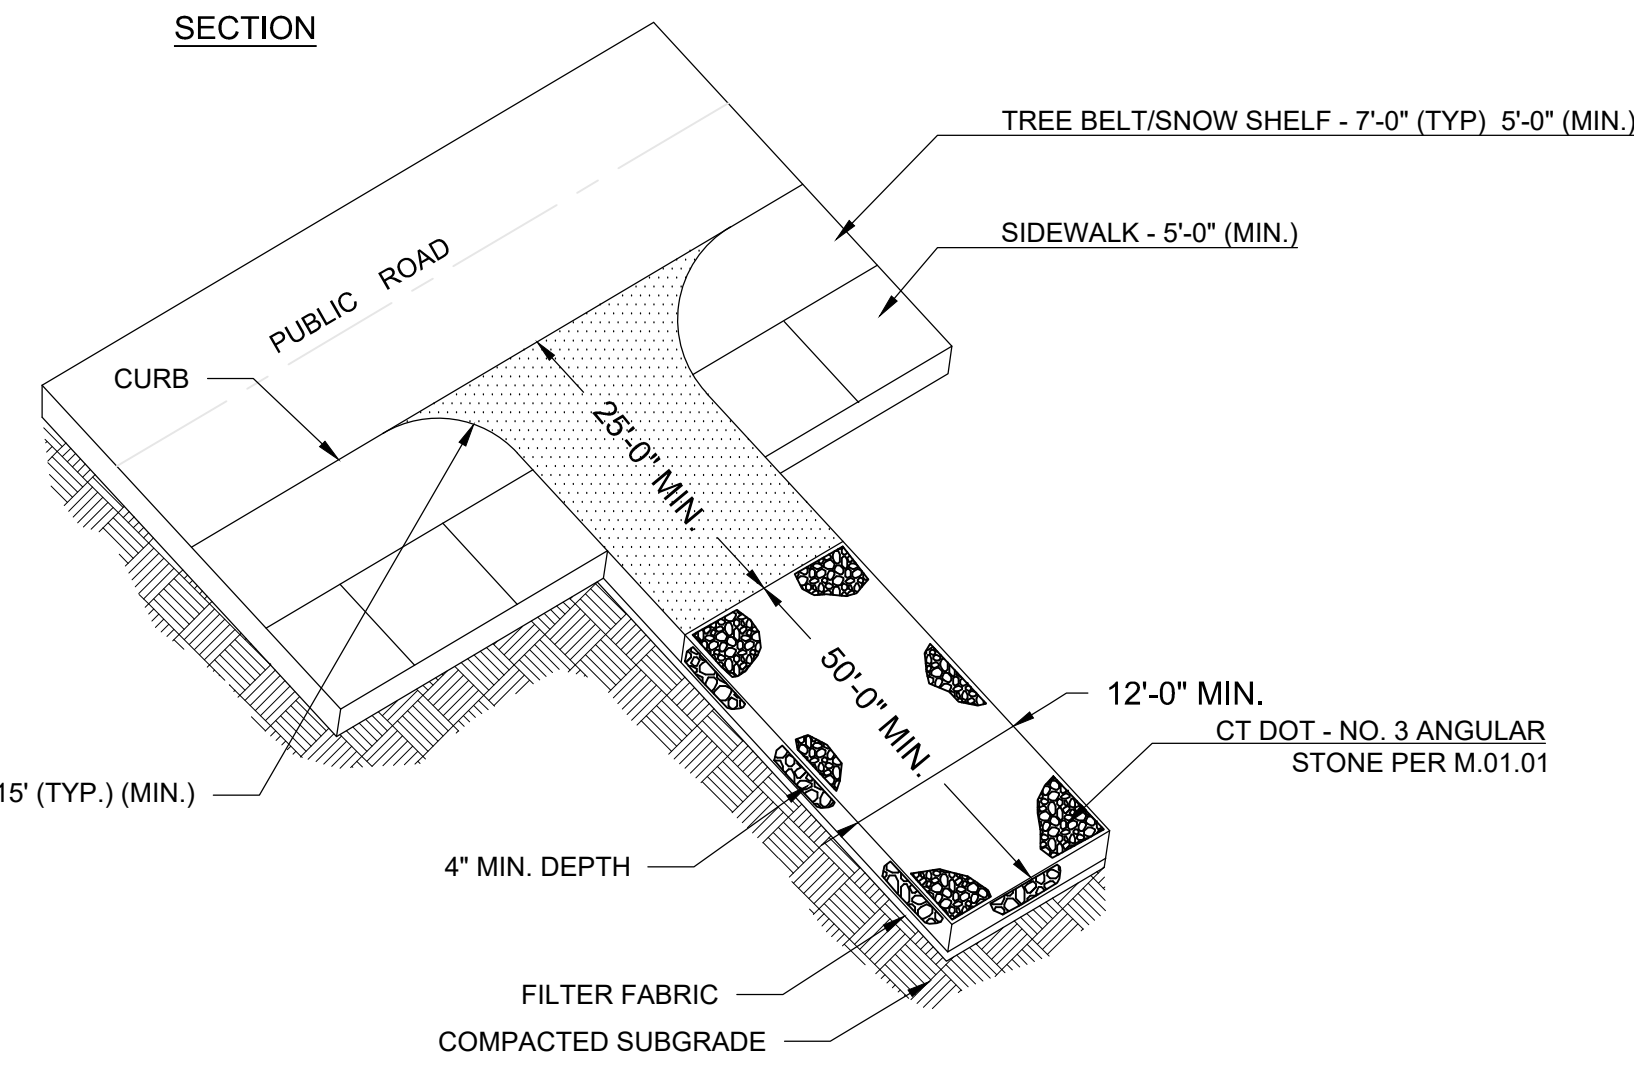 SECTION
TREE BELT/SNOW SHELF - 7'-0" (TYP) 5'-0" (MIN.)
SIDEWALK - 5'-0" (MIN.)
PUBLIC ROAD
CURB
25'-0" MIN.
50'-0" MIN.
12'-0" MIN.
CT DOT - NO. 3 ANGULAR
STONE PER M.01.01
15' (TYP.) (MIN.)
4" MIN. DEPTH
FILTER FABRIC
COMPACTED SUBGRADE